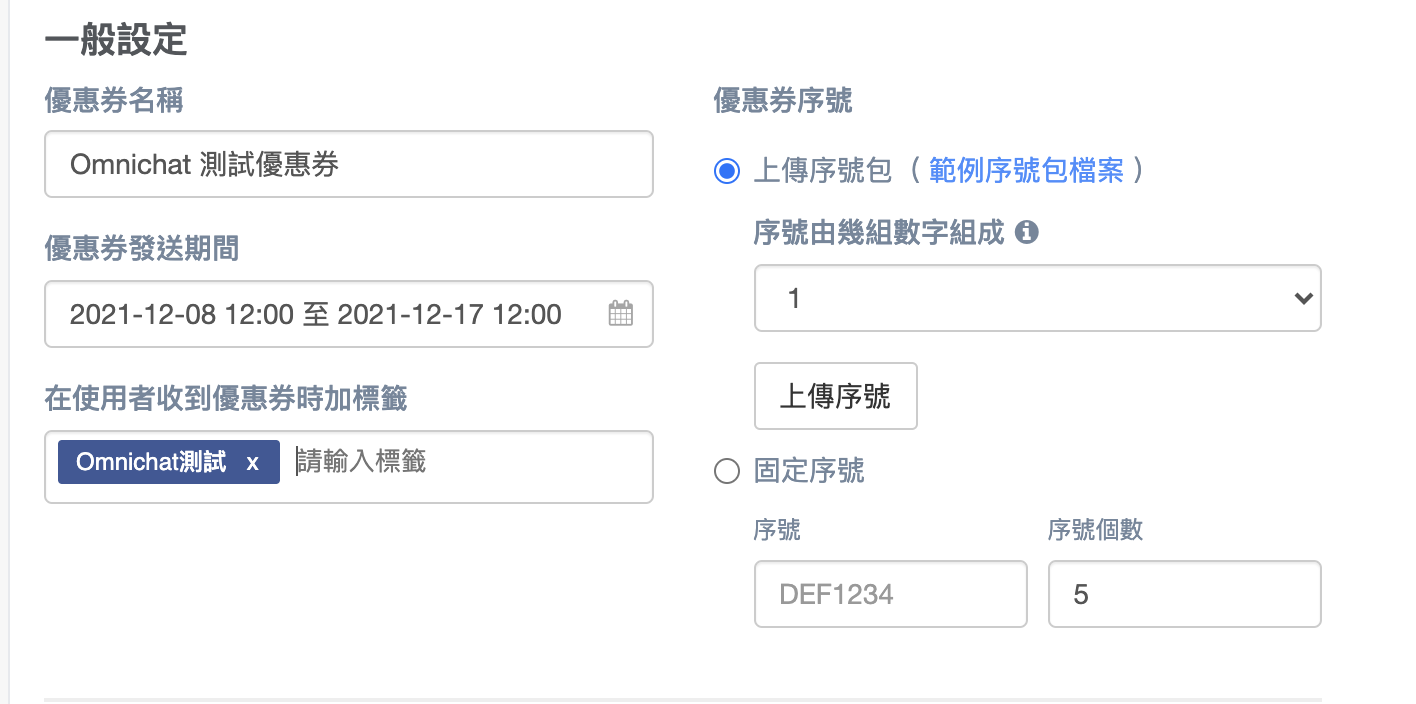 一般設定
優惠券名稱
Omnichat 測試優惠券
優惠券發送期間
2021-12-08 12:00 至 2021-12-17 12:00
在使用者收到優惠券時加標籤
Omnichat測試 x 請輸入標籤
優惠券序號
上傳序號包 ( 範例序號包檔案 )
序號由幾組數字組成
1
上傳序號
固定序號
序號 序號個數
DEF1234 5